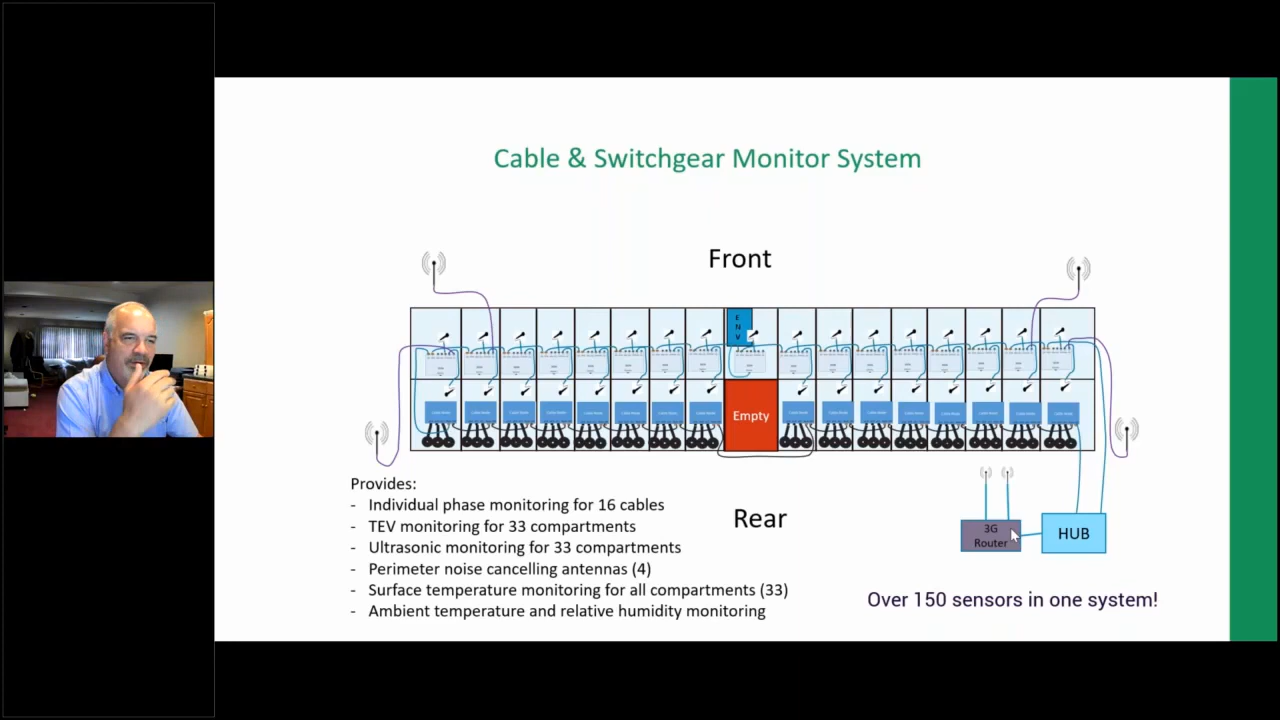 Cable & Switchgear Monitor System
Front
E
N
V
Empty
Provides:
- Individual phase monitoring for 16 cables
- TEV monitoring for 33 compartments
- Ultrasonic monitoring for 33 compartments
- Perimeter noise cancelling antennas (4)
- Surface temperature monitoring for all compartments (33)
- Ambient temperature and relative humidity monitoring
Rear
3G
Router
HUB
Over 150 sensors in one system!